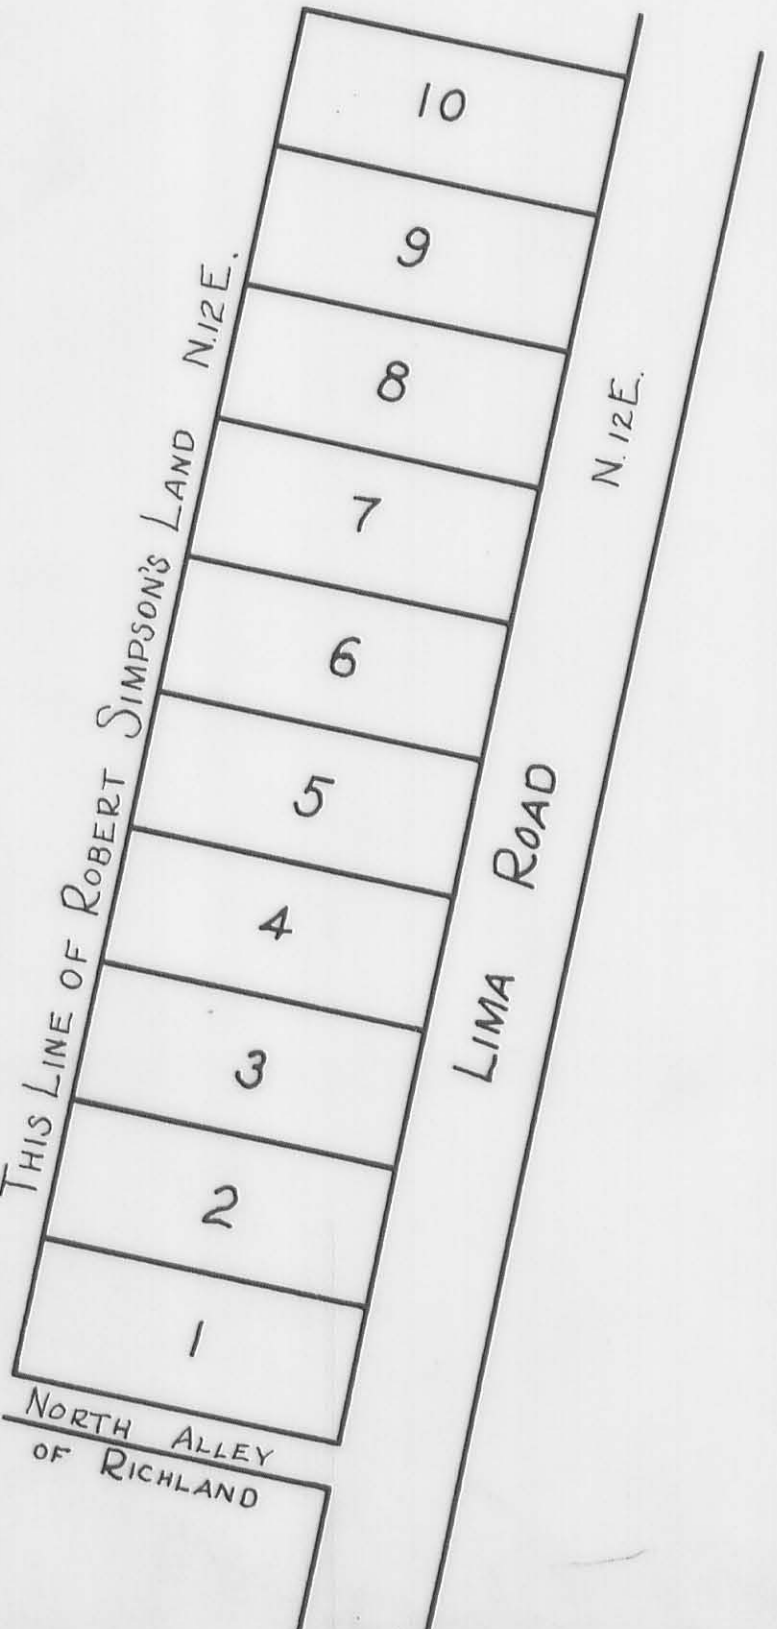 10
9
8
7
6
5
4
3
2
1
THIS LINE OF ROBERT SIMPSON'S LAND N.12E.
N.12E.
LIMA ROAD
NORTH ALLEY
OF RICHLAND